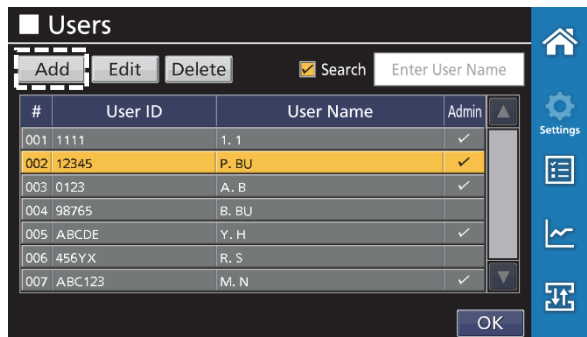 Users
Add Edit Delete Search Enter User Name
# User ID User Name Admin
001 1111 1. 1
002 12345 P. BU
003 0123 A. B
004 98765 B. BU
005 ABCDE Y. H
006 456YX R. S
007 ABC123 M. N
OK
Settings